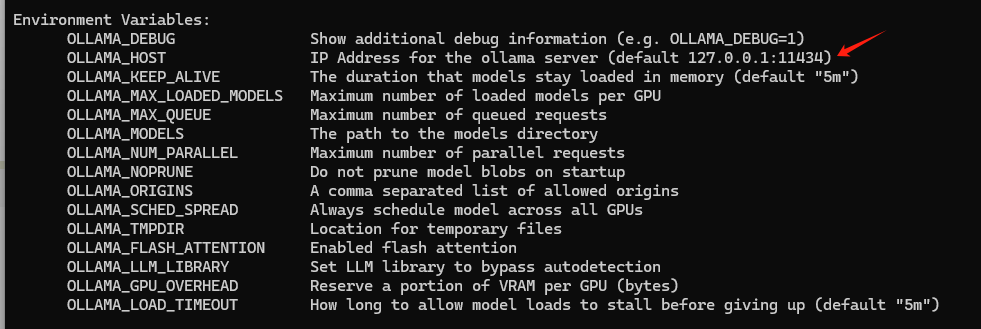 Environment Variables:
OLLAMA_DEBUG Show additional debug information (e.g. OLLAMA_DEBUG=1)
OLLAMA_HOST IP Address for the ollama server (default 127.0.0.1:11434)
OLLAMA_KEEP_ALIVE The duration that models stay loaded in memory (default "5m")
OLLAMA_MAX_LOADED_MODELS Maximum number of loaded models per GPU
OLLAMA_MAX_QUEUE Maximum number of queued requests
OLLAMA_MODELS The path to the models directory
OLLAMA_NUM_PARALLEL Maximum number of parallel requests
OLLAMA_NOPRUNE Do not prune model blobs on startup
OLLAMA_ORIGINS A comma separated list of allowed origins
OLLAMA_SCHED_SPREAD Always schedule model across all GPUs
OLLAMA_TMPDIR Location for temporary files
OLLAMA_FLASH_ATTENTION Enabled flash attention
OLLAMA_LLM_LIBRARY Set LLM library to bypass autodetection
OLLAMA_GPU_OVERHEAD Reserve a portion of VRAM per GPU (bytes)
OLLAMA_LOAD_TIMEOUT How long to allow model loads to stall before giving up (default "5m")